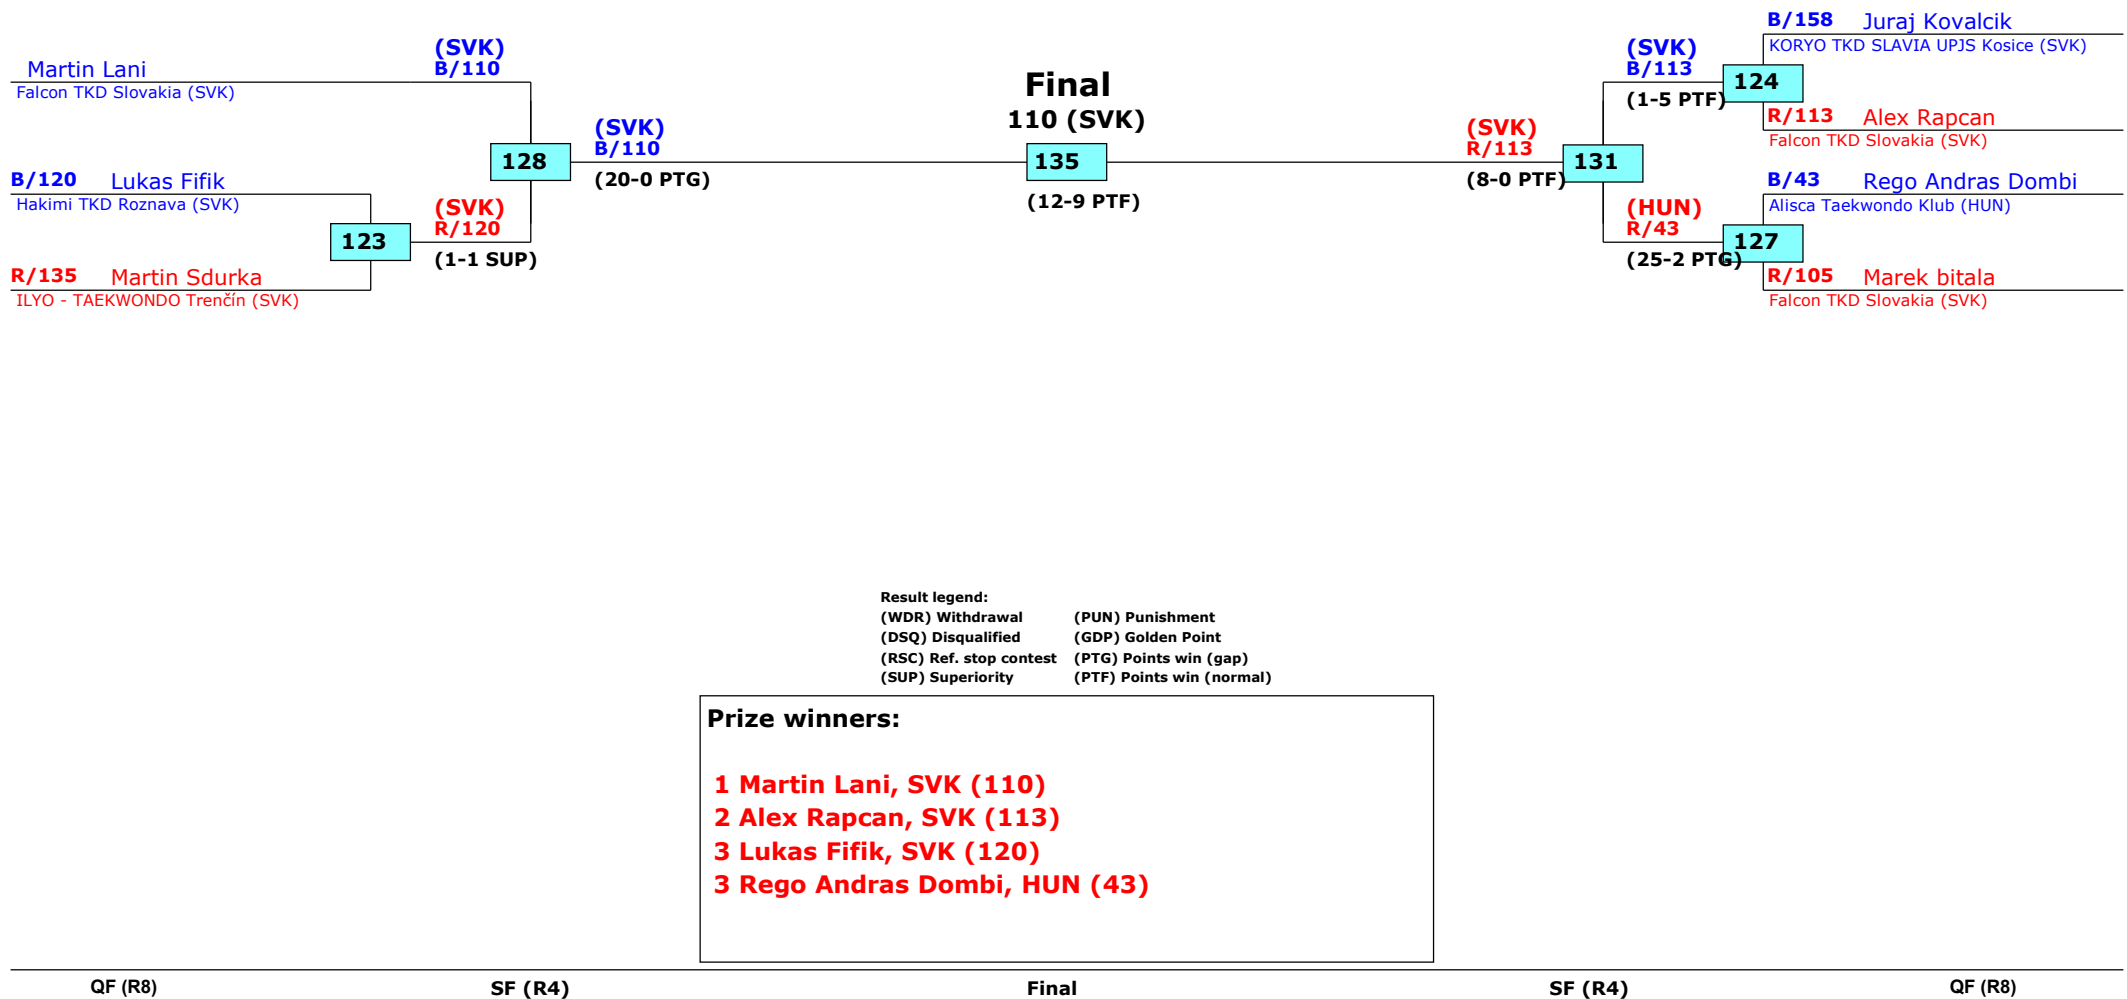 B/158 Juraj Kovalcik
KORYO TKD SLAVIA UPJS Kosice (SVK)
(SVK)
B/110
(SVK)
B/113
Martin Lani
Falcon TKD Slovakia (SVK)
Final
110 (SVK)
124
(1-5 PTF)
R/113 Alex Rapcan
Falcon TKD Slovakia (SVK)
(SVK)
B/110
(SVK)
R/113
128
135
131
(20-0 PTG)
(12-9 PTF)
(8-0 PTF)
B/120 Lukas Fifik
Hakimi TKD Roznava (SVK)
B/43 Rego Andras Dombi
Alisca Taekwondo Klub (HUN)
(SVK)
R/120
(HUN)
R/43
123
127
(1-1 SUP)
(25-2 PTG)
R/135 Martin Sdurka
ILYO - TAEKWONDO Trenčín (SVK)
R/105 Marek bitala
Falcon TKD Slovakia (SVK)
Result legend:
(WDR) Withdrawal (PUN) Punishment
(DSQ) Disqualified (GDP) Golden Point
(RSC) Ref. stop contest (PTG) Points win (gap)
(SUP) Superiority (PTF) Points win (normal)
Prize winners:
1 Martin Lani, SVK (110)
2 Alex Rapcan, SVK (113)
3 Lukas Fifik, SVK (120)
3 Rego Andras Dombi, HUN (43)
QF (R8) SF (R4) Final SF (R4) QF (R8)